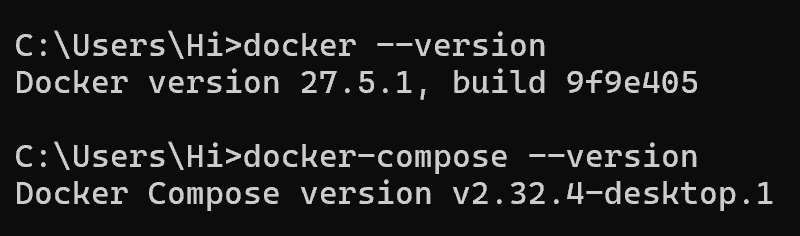 C:\Users\Hi>docker --version
Docker version 27.5.1, build 9f9e405
C:\Users\Hi>docker-compose --version
Docker Compose version v2.32.4-desktop.1